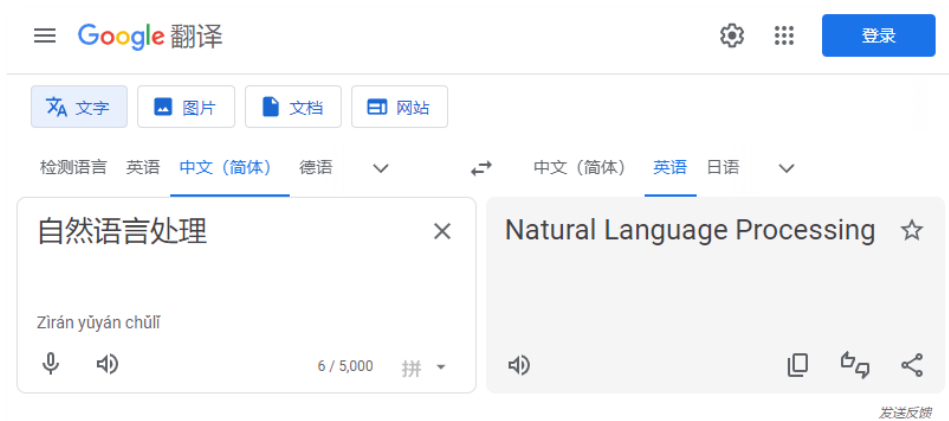 Google 翻译 登录
文字 图片 文档 网站
检测语言 英语 中文（简体） 德语 中文（简体） 英语 日语
自然语言处理 Natural Language Processing
Zìrán yǔyán chǔlǐ
6 / 5,000 拼
发送反馈